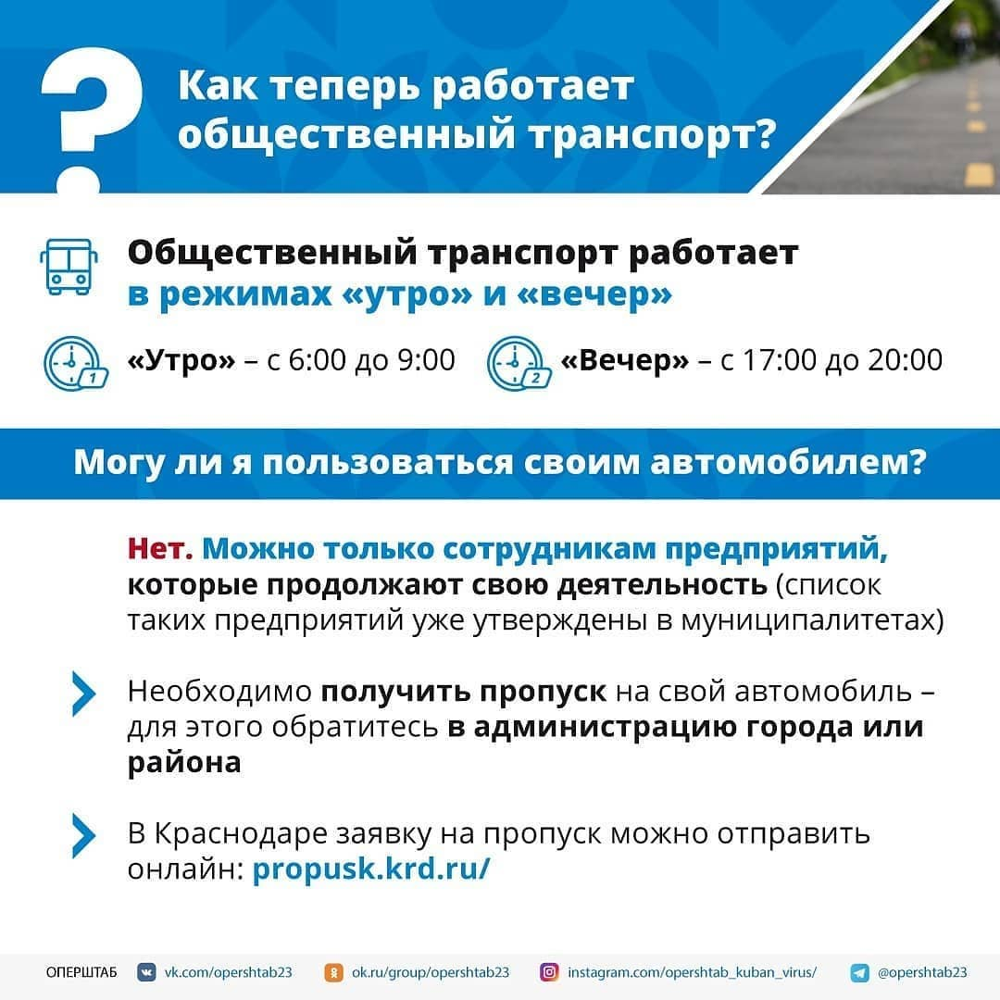 ?
Как теперь работает
общественный транспорт?
Общественный транспорт работает
в режимах «утро» и «вечер»
1
«Утро» – с 6:00 до 9:00
2
«Вечер» – с 17:00 до 20:00
Могу ли я пользоваться своим автомобилем?
Нет. Можно только сотрудникам предприятий,
которые продолжают свою деятельность (список
таких предприятий уже утверждены в муниципалитетах)
Необходимо получить пропуск на свой автомобиль –
для этого обратитесь в администрацию города или
района
В Краснодаре заявку на пропуск можно отправить
онлайн: propusk.krd.ru/
ОПЕРШТАБ vk.com/opershtab23 ok.ru/group/opershtab23 instagram.com/opershtab_kuban_virus/ @opershtab23